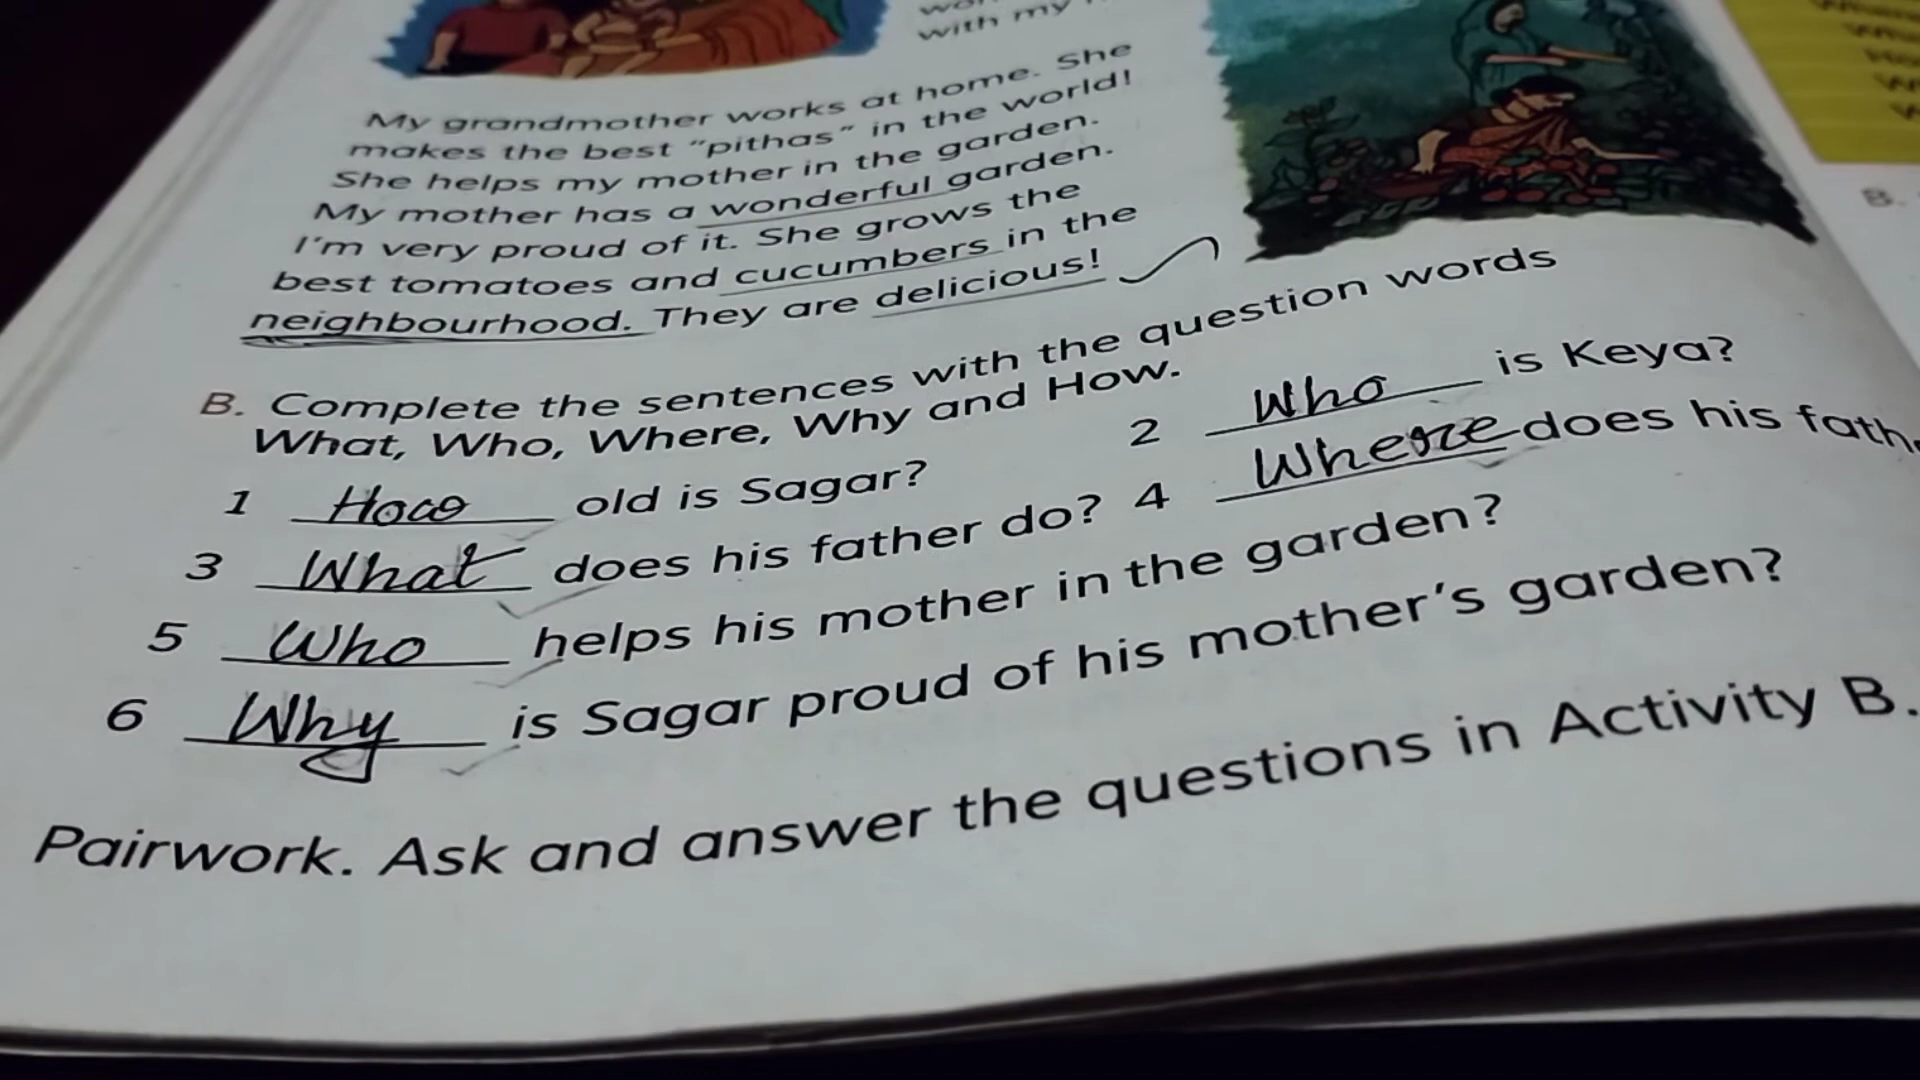 with my
My grandmother works at home. She
makes the best "pithas" in the world!
She helps my mother in the garden.
My mother has a wonderful garden.
I'm very proud of it. She grows the
best tomatoes and cucumbers in the
neighbourhood. They are delicious!
B. Complete the sentences with the question words
What, Who, Where, Why and How.
1 How old is Sagar?
2 Who is Keya?
3 What does his father do?
4 Where does his fath
5 Who helps his mother in the garden?
6 Why is Sagar proud of his mother's garden?
Pairwork. Ask and answer the questions in Activity B.
B.